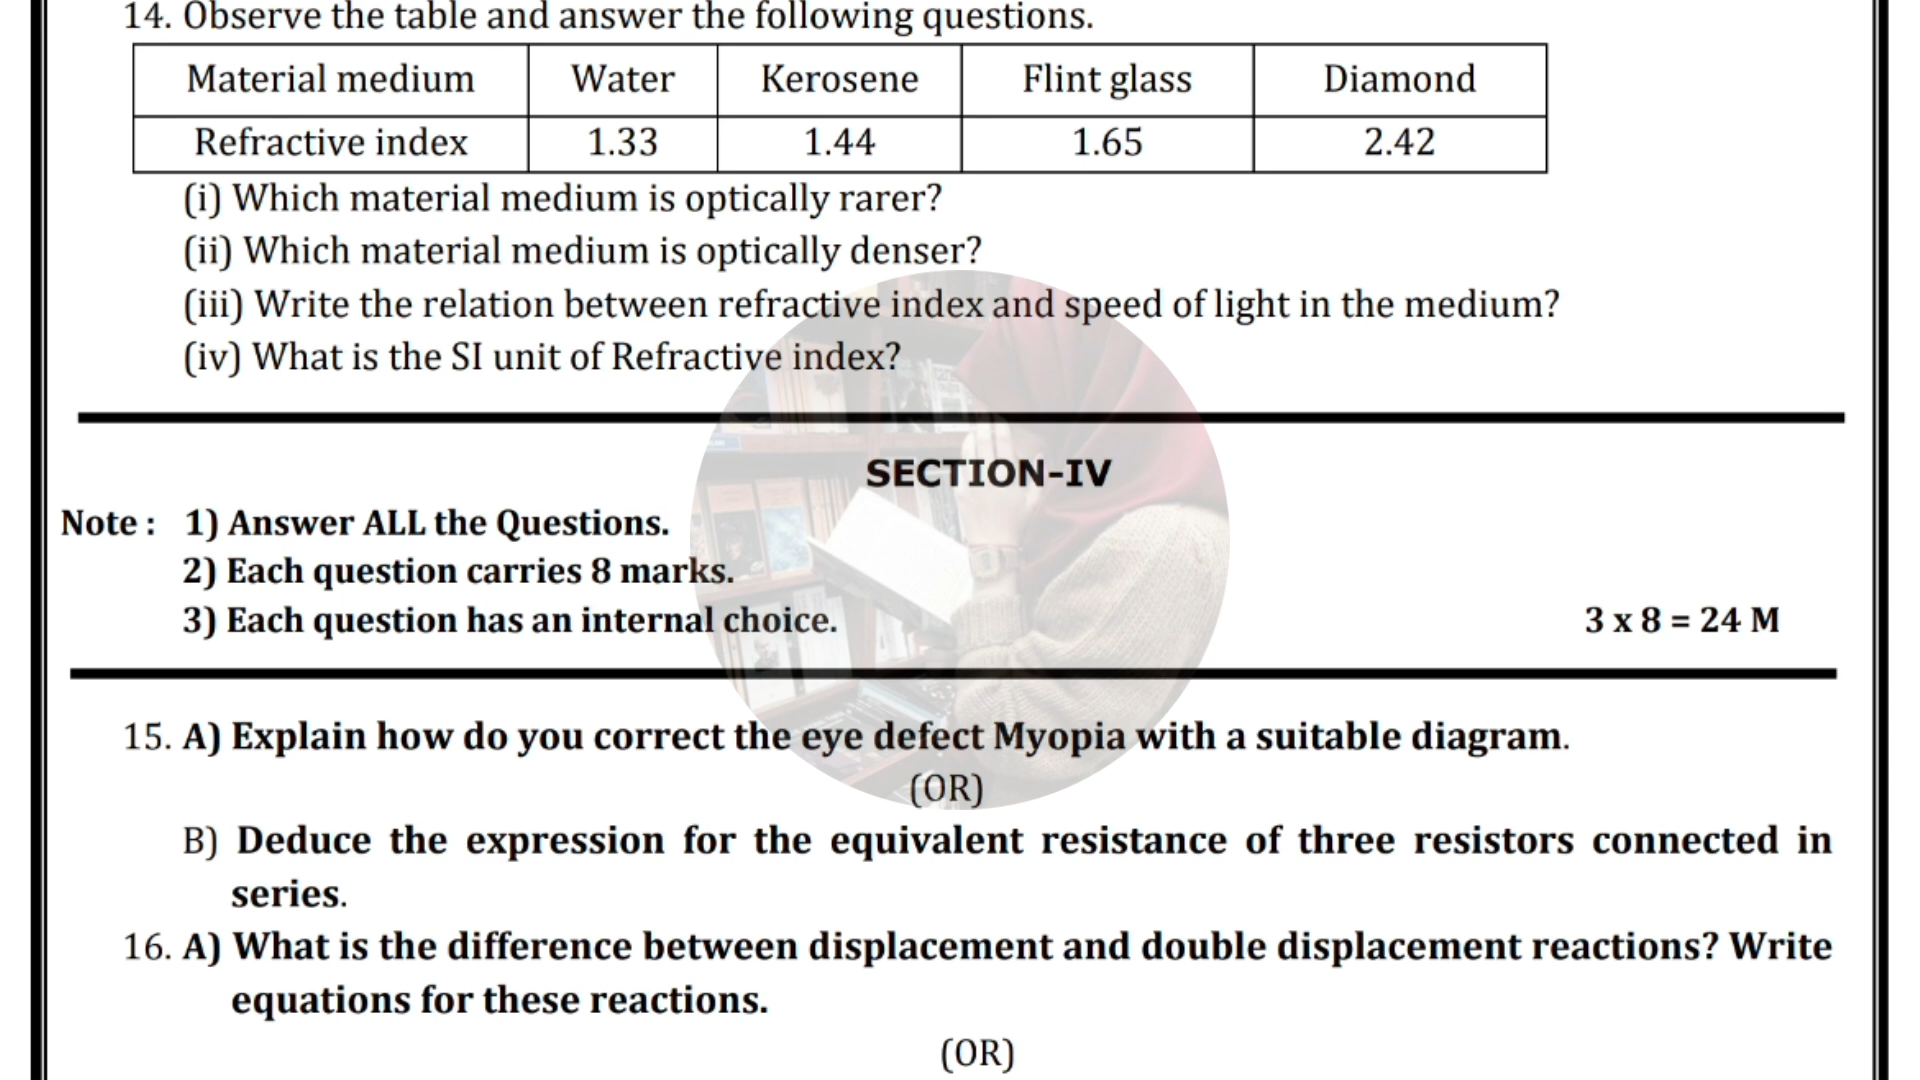 14. Observe the table and answer the following questions.
Material medium Water Kerosene Flint glass Diamond
Refractive index 1.33 1.44 1.65 2.42
(i) Which material medium is optically rarer?
(ii) Which material medium is optically denser?
(iii) Write the relation between refractive index and speed of light in the medium?
(iv) What is the SI unit of Refractive index?
SECTION-IV
Note : 1) Answer ALL the Questions.
2) Each question carries 8 marks.
3) Each question has an internal choice. 3 x 8 = 24 M
15. A) Explain how do you correct the eye defect Myopia with a suitable diagram.
(OR)
B) Deduce the expression for the equivalent resistance of three resistors connected in
series.
16. A) What is the difference between displacement and double displacement reactions? Write
equations for these reactions.
(OR)